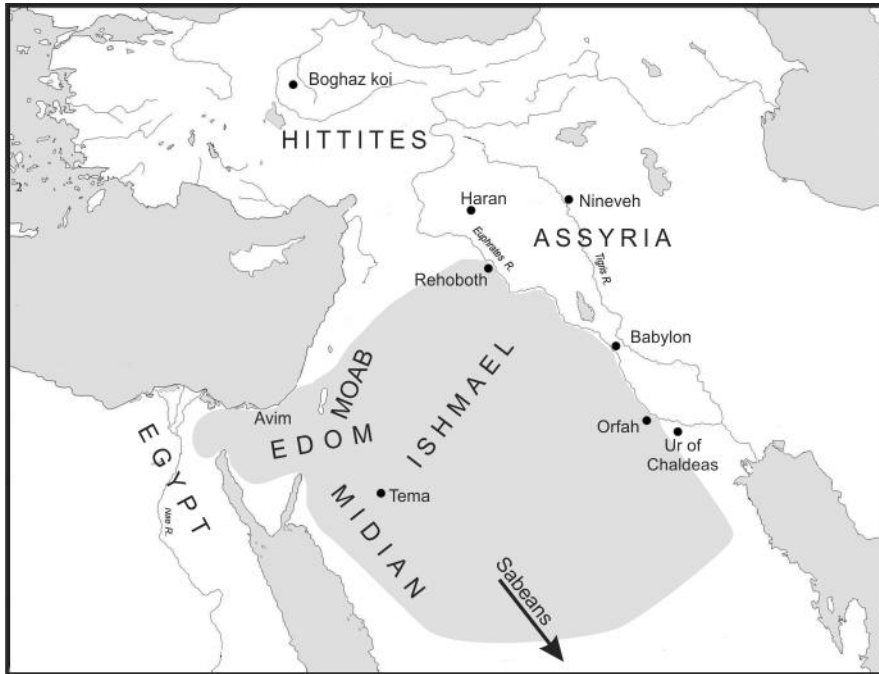 Boghaz koi
HITTITES
Haran
Nineveh
ASSYRIA
Euphrates R.
Tigris R.
Rehoboth
Babylon
MOAB
ISHMAEL
Avim
EDOM
EGYPT
Orfah
Ur of
Chaldeas
Tema
MIDIAN
Nile R.
Sabeans